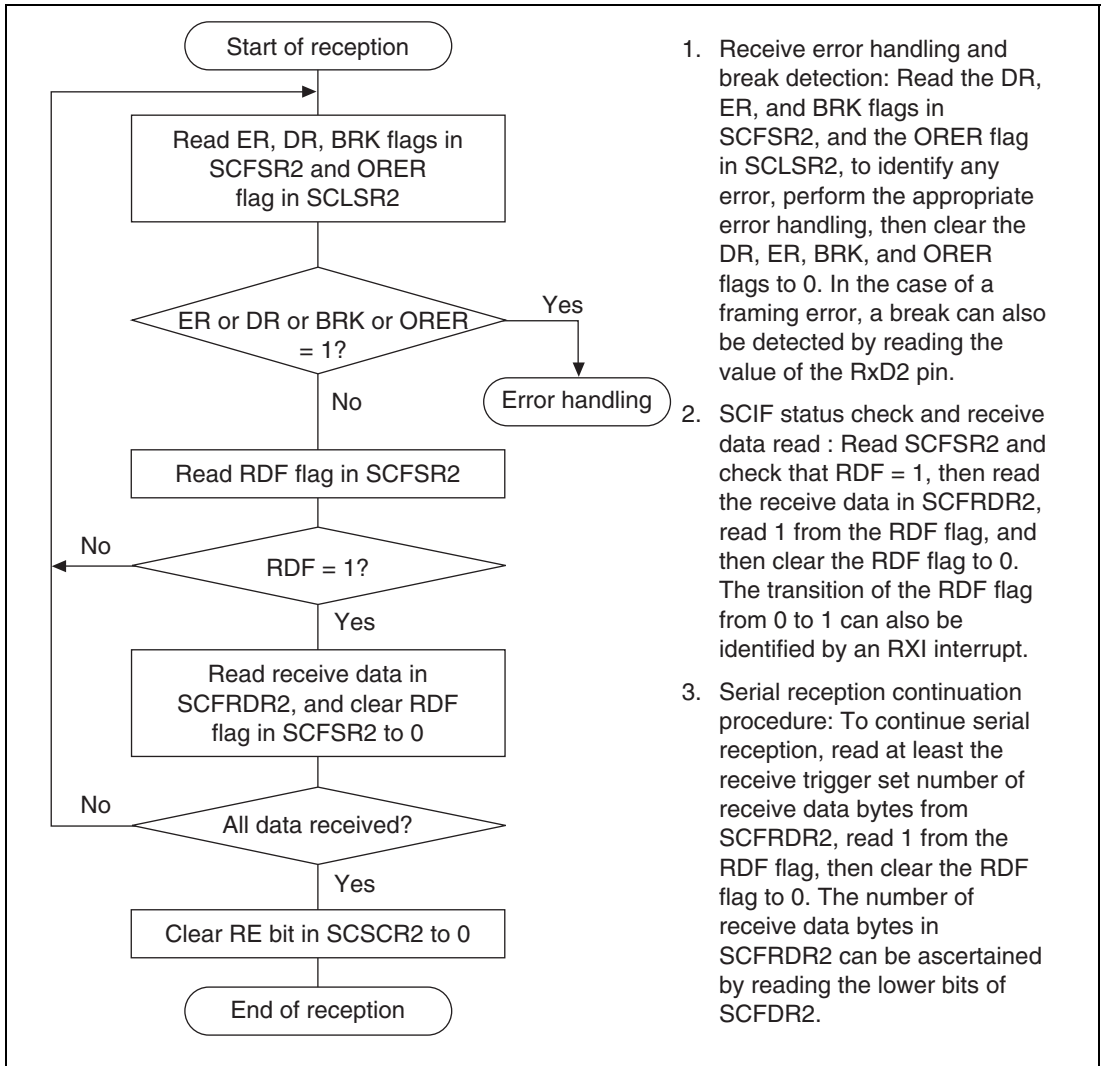 Start of reception
Read ER, DR, BRK flags in
SCFSR2 and ORER
flag in SCLSR2
ER or DR or BRK or ORER
= 1?
Yes
Error handling
No
Read RDF flag in SCFSR2
No
RDF = 1?
Yes
Read receive data in
SCFRDR2, and clear RDF
flag in SCFSR2 to 0
No
All data received?
Yes
Clear RE bit in SCSCR2 to 0
End of reception
1. Receive error handling and
break detection: Read the DR,
ER, and BRK flags in
SCFSR2, and the ORER flag
in SCLSR2, to identify any
error, perform the appropriate
error handling, then clear the
DR, ER, BRK, and ORER
flags to 0. In the case of a
framing error, a break can also
be detected by reading the
value of the RxD2 pin.
2. SCIF status check and receive
data read : Read SCFSR2 and
check that RDF = 1, then read
the receive data in SCFRDR2,
read 1 from the RDF flag, and
then clear the RDF flag to 0.
The transition of the RDF flag
from 0 to 1 can also be
identified by an RXI interrupt.
3. Serial reception continuation
procedure: To continue serial
reception, read at least the
receive trigger set number of
receive data bytes from
SCFRDR2, read 1 from the
RDF flag, then clear the RDF
flag to 0. The number of
receive data bytes in
SCFRDR2 can be ascertained
by reading the lower bits of
SCFDR2.